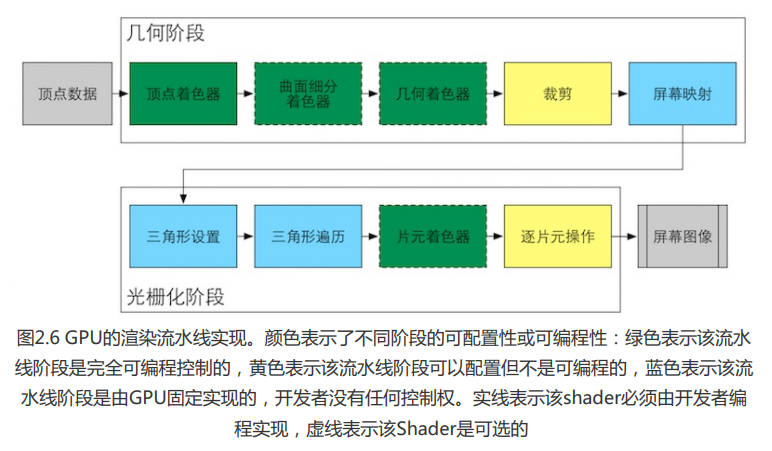 几何阶段
顶点数据
顶点着色器
曲面细分
着色器
几何着色器
裁剪
屏幕映射
三角形设置
三角形遍历
片元着色器
逐片元操作
屏幕图像
光栅化阶段
图2.6 GPU的渲染流水线实现。颜色表示了不同阶段的可配置性或可编程性：绿色表示该流水
线阶段是完全可编程控制的，黄色表示该流水线阶段可以配置但不是可编程的，蓝色表示该流
水线阶段是由GPU固定实现的，开发者没有任何控制权。实线表示该shader必须由开发者编
程实现，虚线表示该Shader是可选的